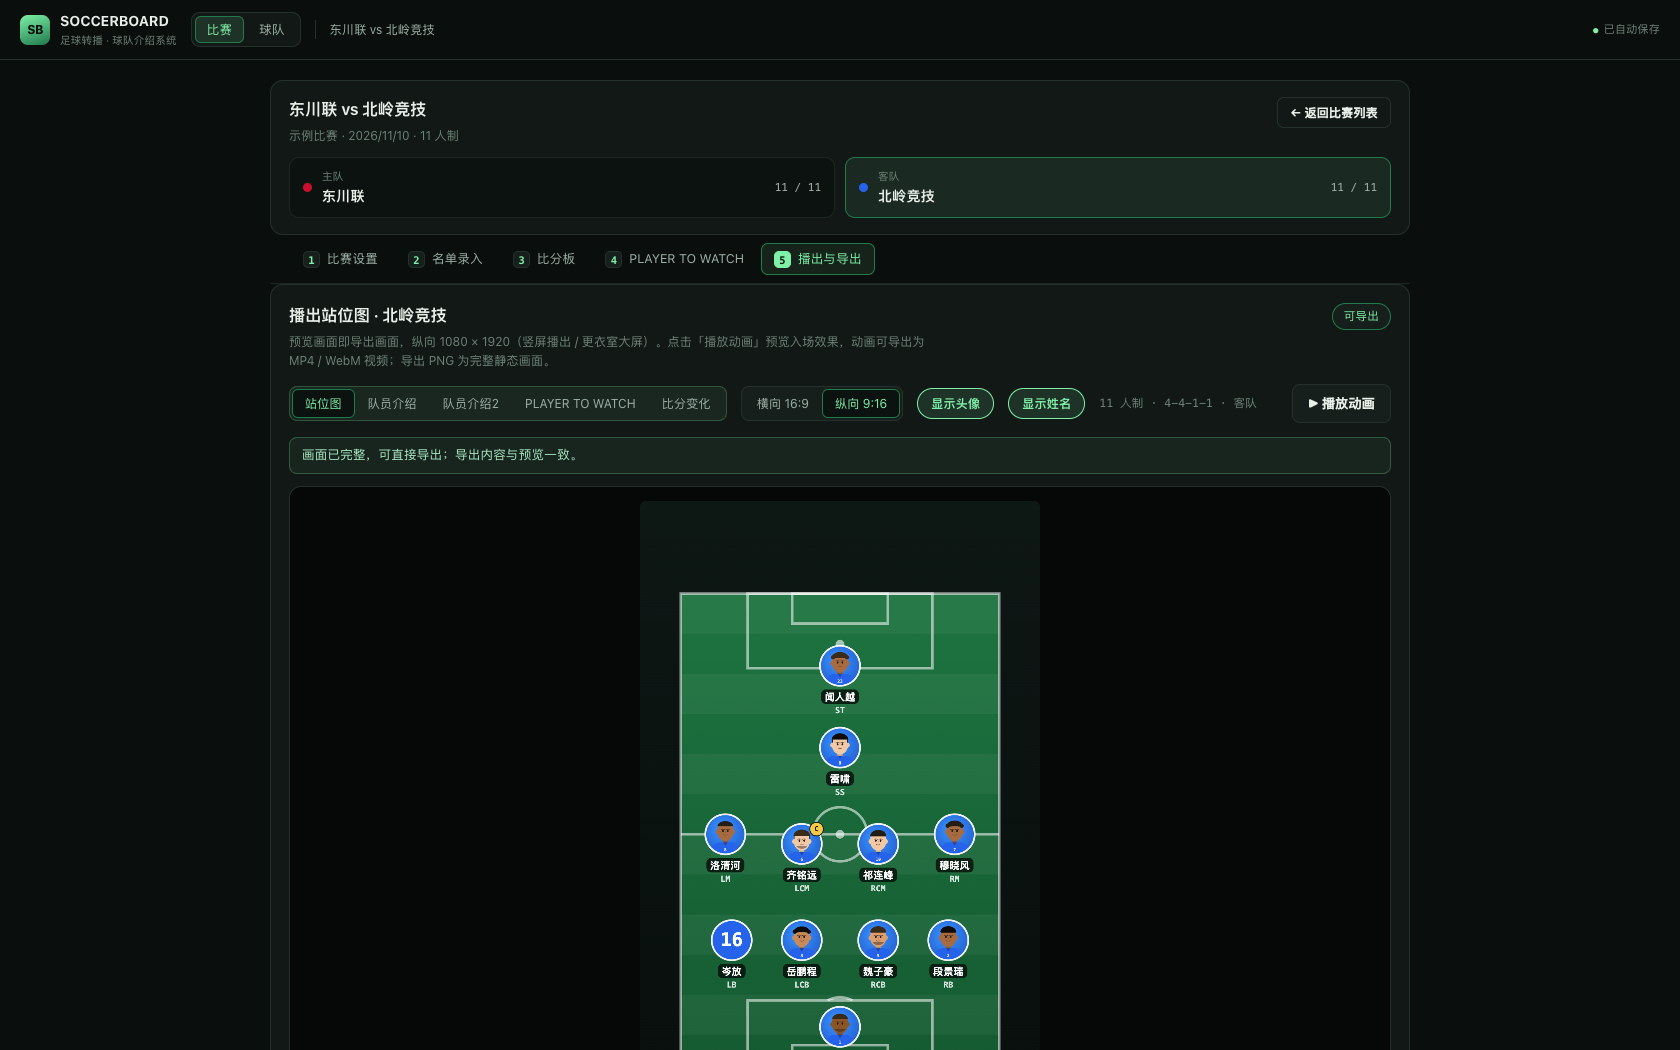 SB
SOCCERBOARD
足球转播 · 球队介绍系统
比赛
球队
东川联 vs 北岭竞技
已自动保存
东川联 vs 北岭竞技
示例比赛 · 2026/11/10 · 11 人制
← 返回比赛列表
主队
东川联
11 / 11
客队
北岭竞技
11 / 11
1 比赛设置
2 名单录入
3 比分板
4 PLAYER TO WATCH
5 播出与导出
播出站位图 · 北岭竞技
可导出
预览画面即导出画面，纵向 1080 × 1920（竖屏播出 / 更衣室大屏）。点击「播放动画」预览入场效果，动画可导出为
MP4 / WebM 视频；导出 PNG 为完整静态画面。
站位图
队员介绍
队员介绍2
PLAYER TO WATCH
比分变化
横向 16:9
纵向 9:16
显示头像
显示姓名
11 人制 · 4-4-1-1 · 客队
▶ 播放动画
画面已完整，可直接导出；导出内容与预览一致。
闻人越
ST
雷啸
SS
C
洛清河
LM
齐铭远
LCM
祁连峰
RCM
穆晓风
RM
16
岑放
LB
岳鹏程
LCB
魏子豪
RCB
段景瑞
RB